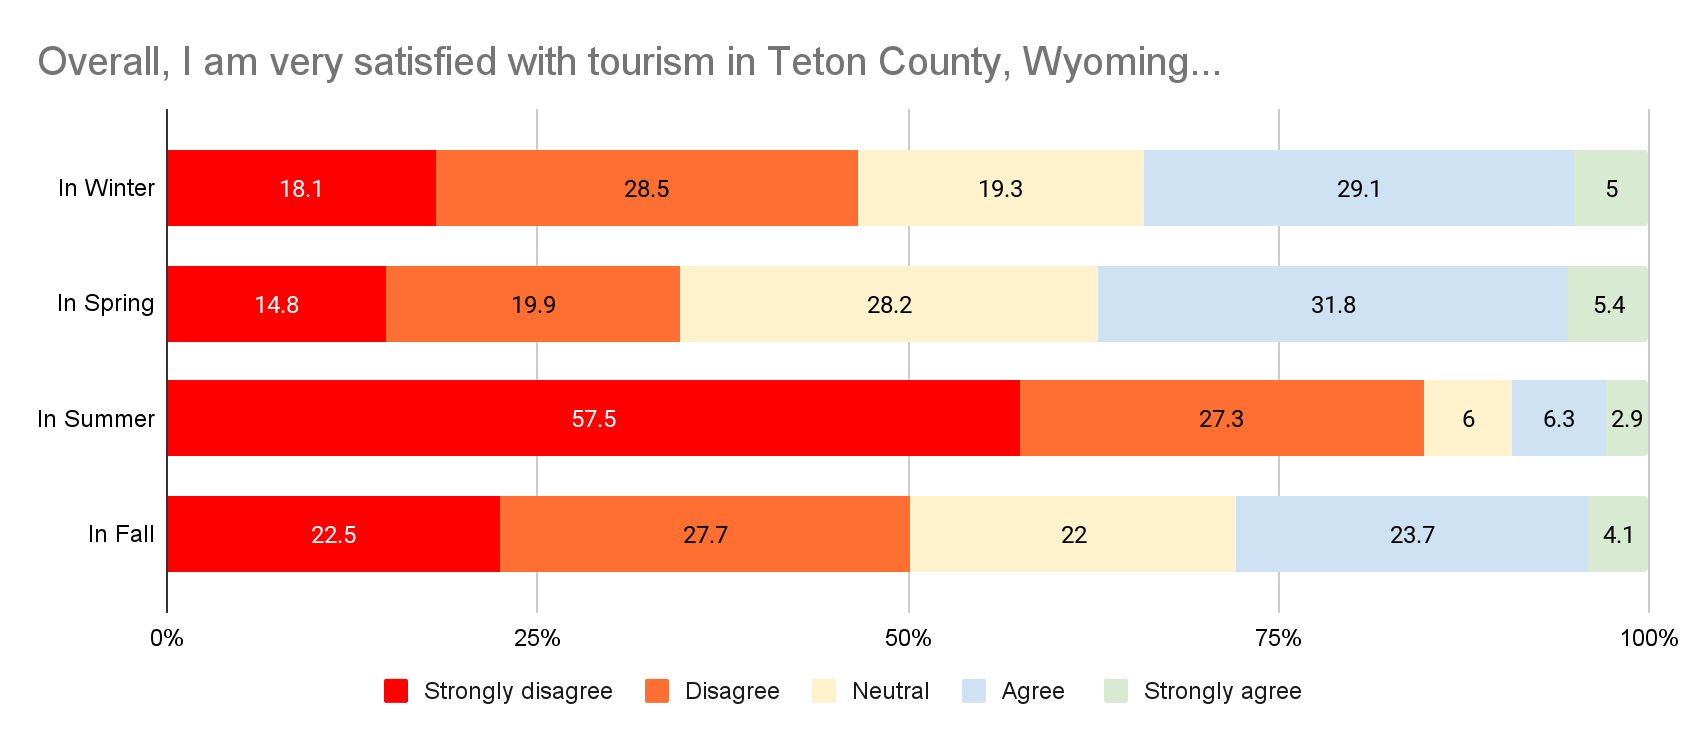 Overall, I am very satisfied with tourism in Teton County, Wyoming...
In Winter 18.1 28.5 19.3 29.1 5
In Spring 14.8 19.9 28.2 31.8 5.4
In Summer 57.5 27.3 6 6.3 2.9
In Fall 22.5 27.7 22 23.7 4.1
0% 25% 50% 75% 100%
Strongly disagree Disagree Neutral Agree Strongly agree